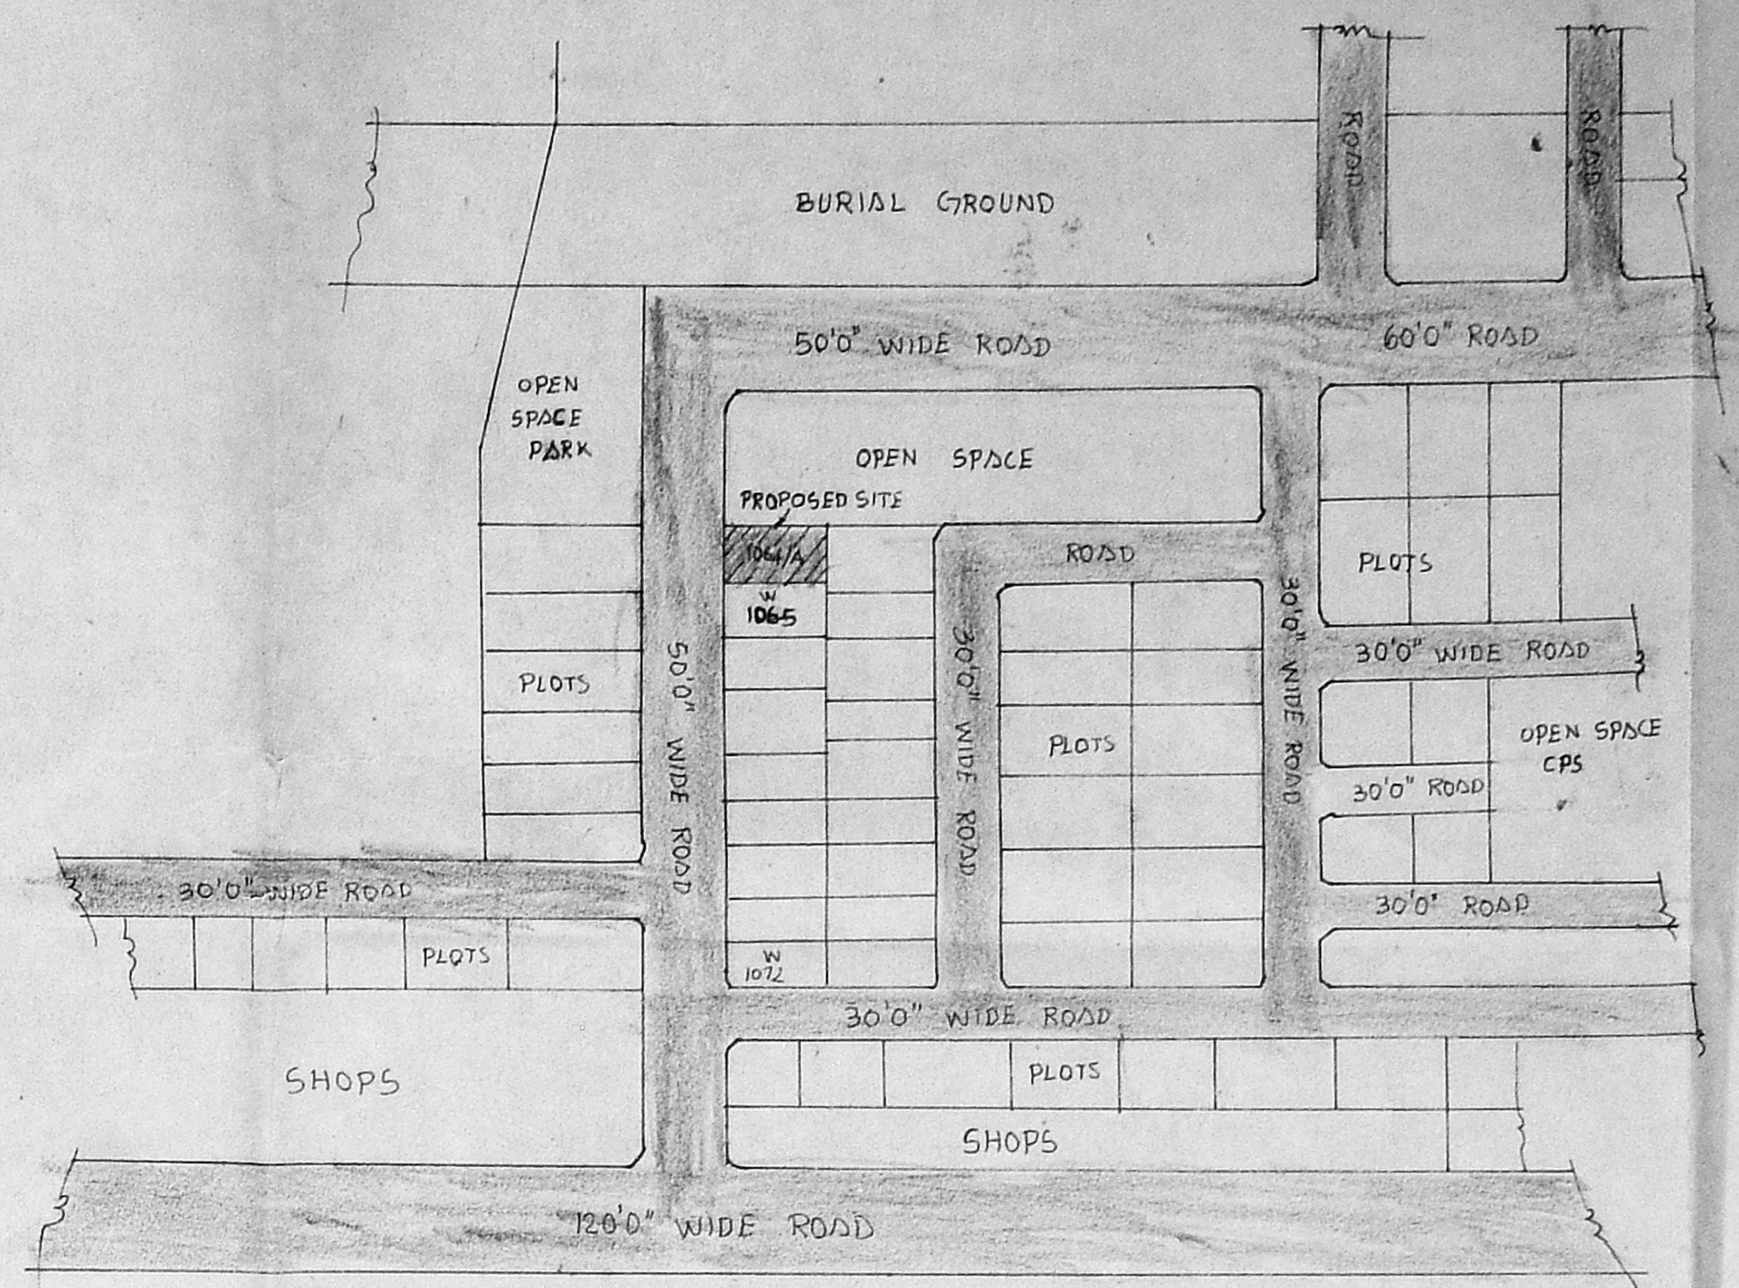 ROAD
ROAD
BURIAL GROUND
50'0" WIDE ROAD
60'0" ROAD
OPEN
SPACE
PARK
OPEN SPACE
PROPOSED SITE
ROAD
PLOTS
W
1065
30'0" WIDE ROAD
30'0" WIDE ROAD
30'0" WIDE ROAD
50'0" WIDE ROAD
PLOTS
PLOTS
OPEN SPACE
CPS
30'0" ROAD
30'0" WIDE ROAD
30'0" ROAD
PLOTS
W
1072
30'0" WIDE ROAD
SHOPS
PLOTS
SHOPS
120'0" WIDE ROAD